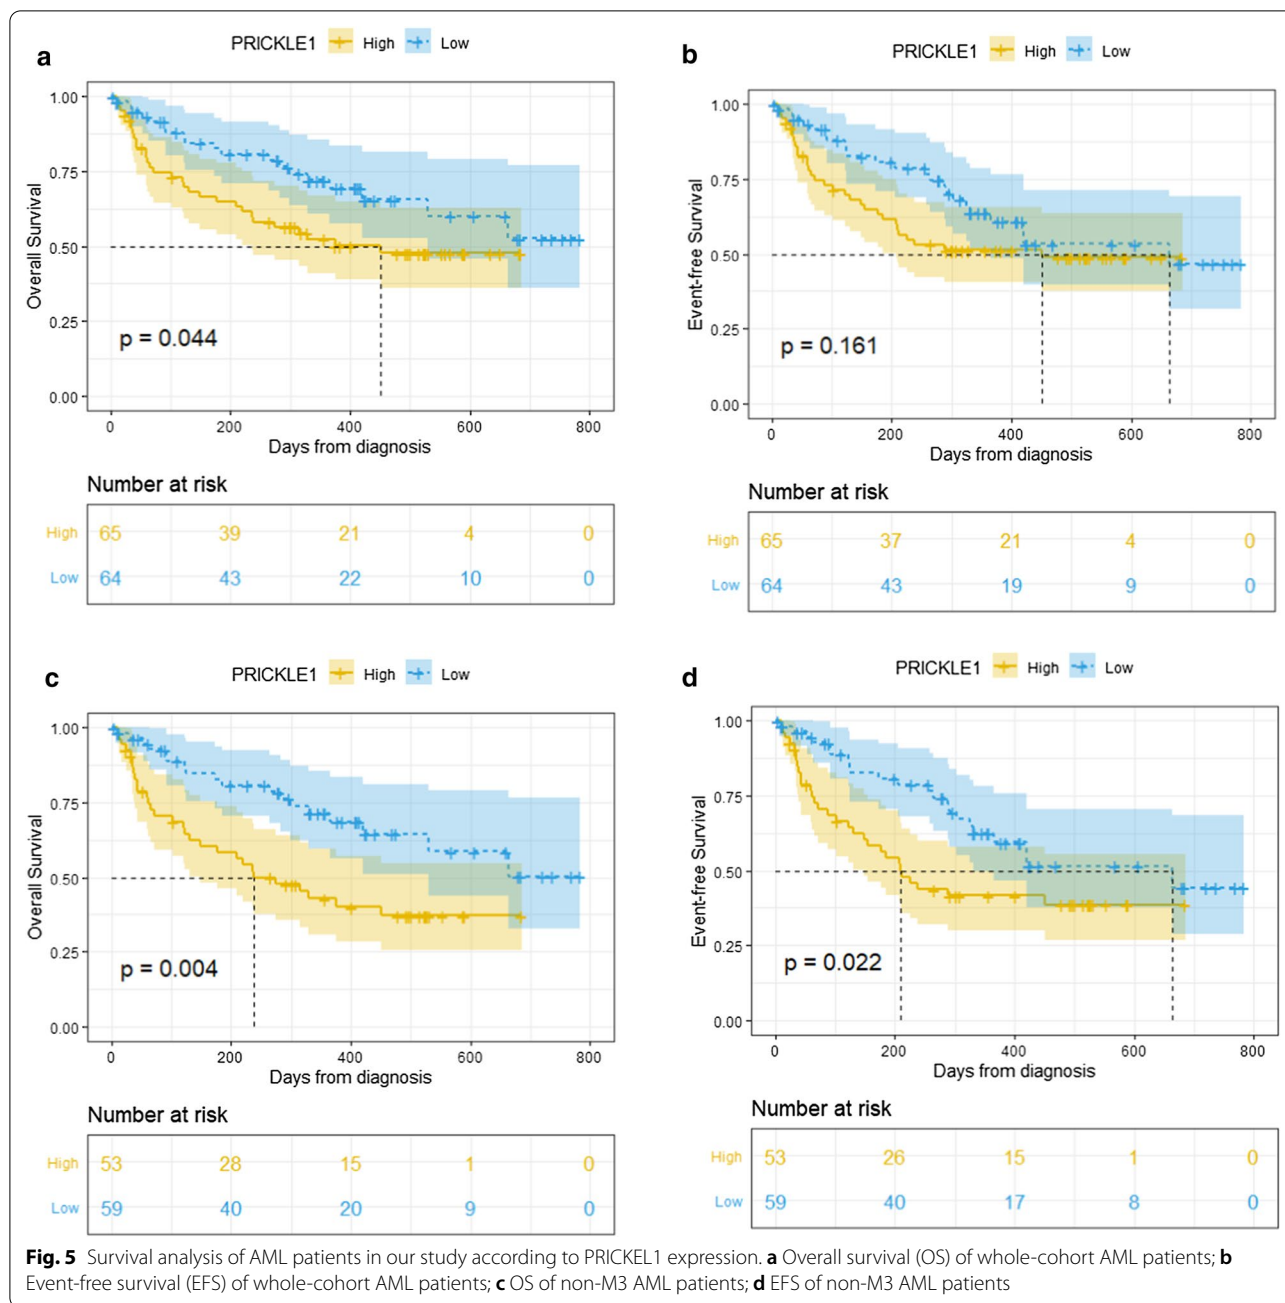 a
PRICKLE1 High Low
1.00
0.75
0.50
0.25
0.00
Overall Survival
p = 0.044
0 200 400 600 800
Days from diagnosis
Number at risk
High 65 39 21 4 0
Low 64 43 22 10 0
b
PRICKLE1 High Low
1.00
0.75
0.50
0.25
0.00
Event-free Survival
p = 0.161
0 200 400 600 800
Days from diagnosis
Number at risk
High 65 37 21 4 0
Low 64 43 19 9 0
c
PRICKLE1 High Low
1.00
0.75
0.50
0.25
0.00
Overall Survival
p = 0.004
0 200 400 600 800
Days from diagnosis
Number at risk
High 53 28 15 1 0
Low 59 40 20 9 0
d
PRICKLE1 High Low
1.00
0.75
0.50
0.25
0.00
Event-free Survival
p = 0.022
0 200 400 600 800
Days from diagnosis
Number at risk
High 53 26 15 1 0
Low 59 40 17 8 0
Fig. 5 Survival analysis of AML patients in our study according to PRICKEL1 expression. a Overall survival (OS) of whole-cohort AML patients; b
Event-free survival (EFS) of whole-cohort AML patients; c OS of non-M3 AML patients; d EFS of non-M3 AML patients